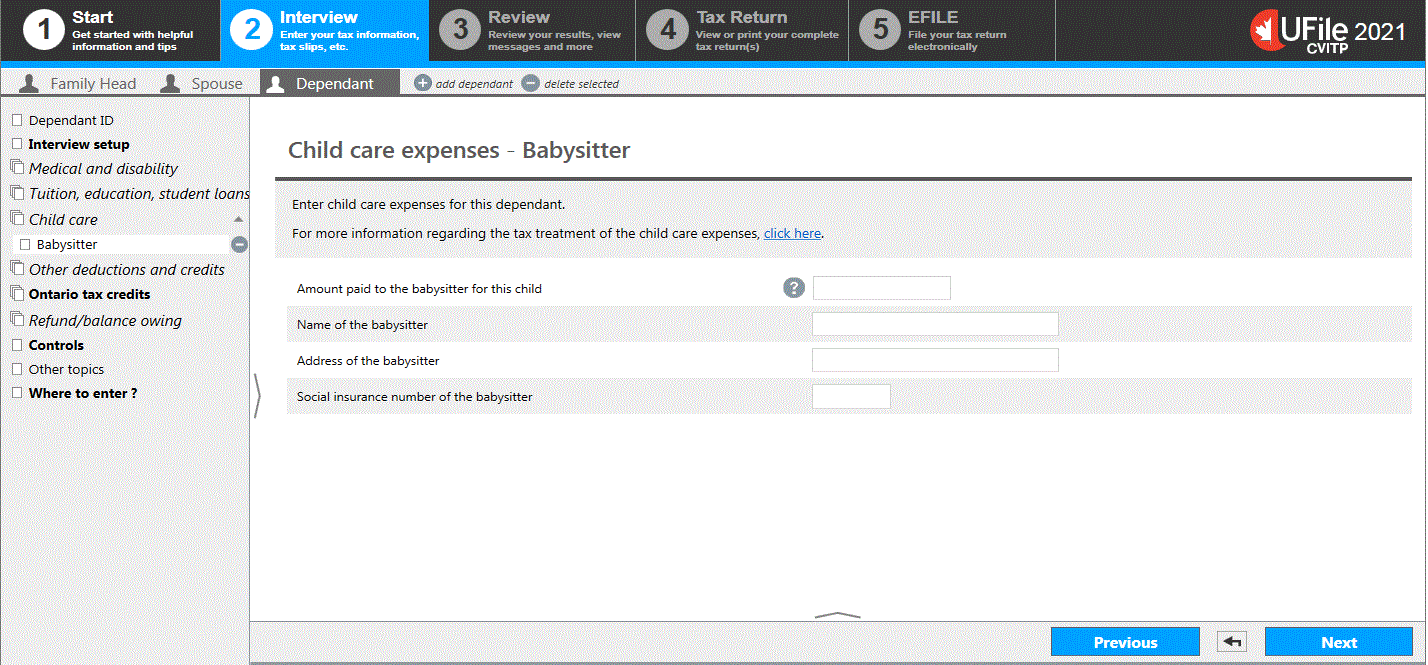 1
Start
Get started with helpful
information and tips
2
Interview
Enter your tax information,
tax slips, etc.
3
Review
Review your results, view
messages and more
4
Tax Return
View or print your complete
tax return(s)
5
EFILE
File your tax return
electronically
UFile 2021
CVITP
Family Head
Spouse
Dependant
add dependant
delete selected
Dependant ID
Interview setup
Medical and disability
Tuition, education, student loans
Child care
Babysitter
Other deductions and credits
Ontario tax credits
Refund/balance owing
Controls
Other topics
Where to enter ?
Child care expenses - Babysitter
Enter child care expenses for this dependant.
For more information regarding the tax treatment of the child care expenses, click here.
Amount paid to the babysitter for this child ?
Name of the babysitter
Address of the babysitter
Social insurance number of the babysitter
Previous
Next